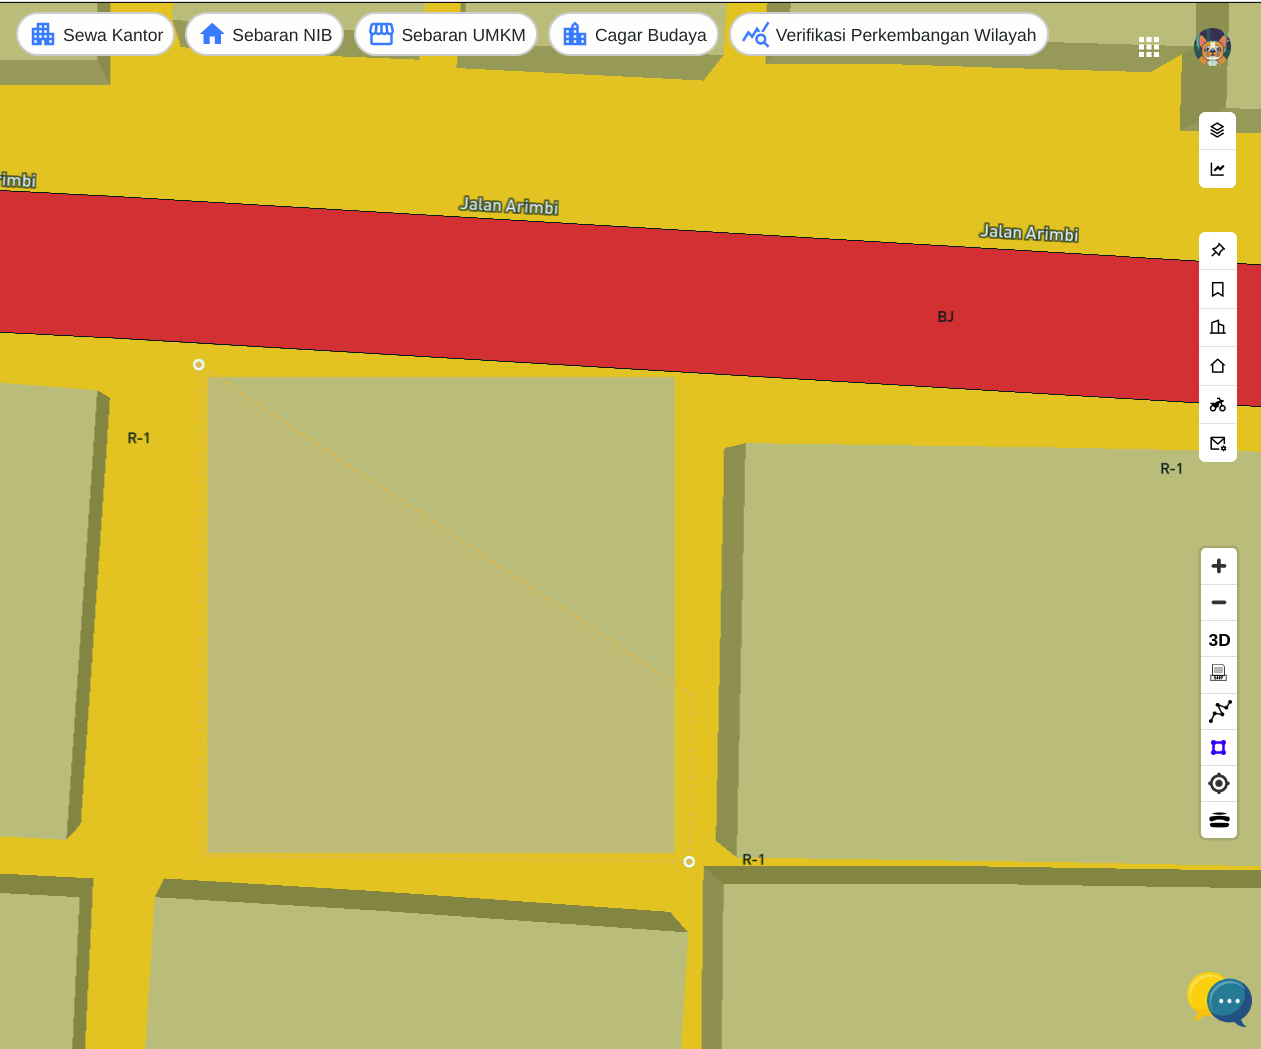 Sewa Kantor
Sebaran NIB
Sebaran UMKM
Cagar Budaya
Verifikasi Perkembangan Wilayah
rimbi
Jalan Arimbi
Jalan Arimbi
BJ
R-1
R-1
3D
R-1